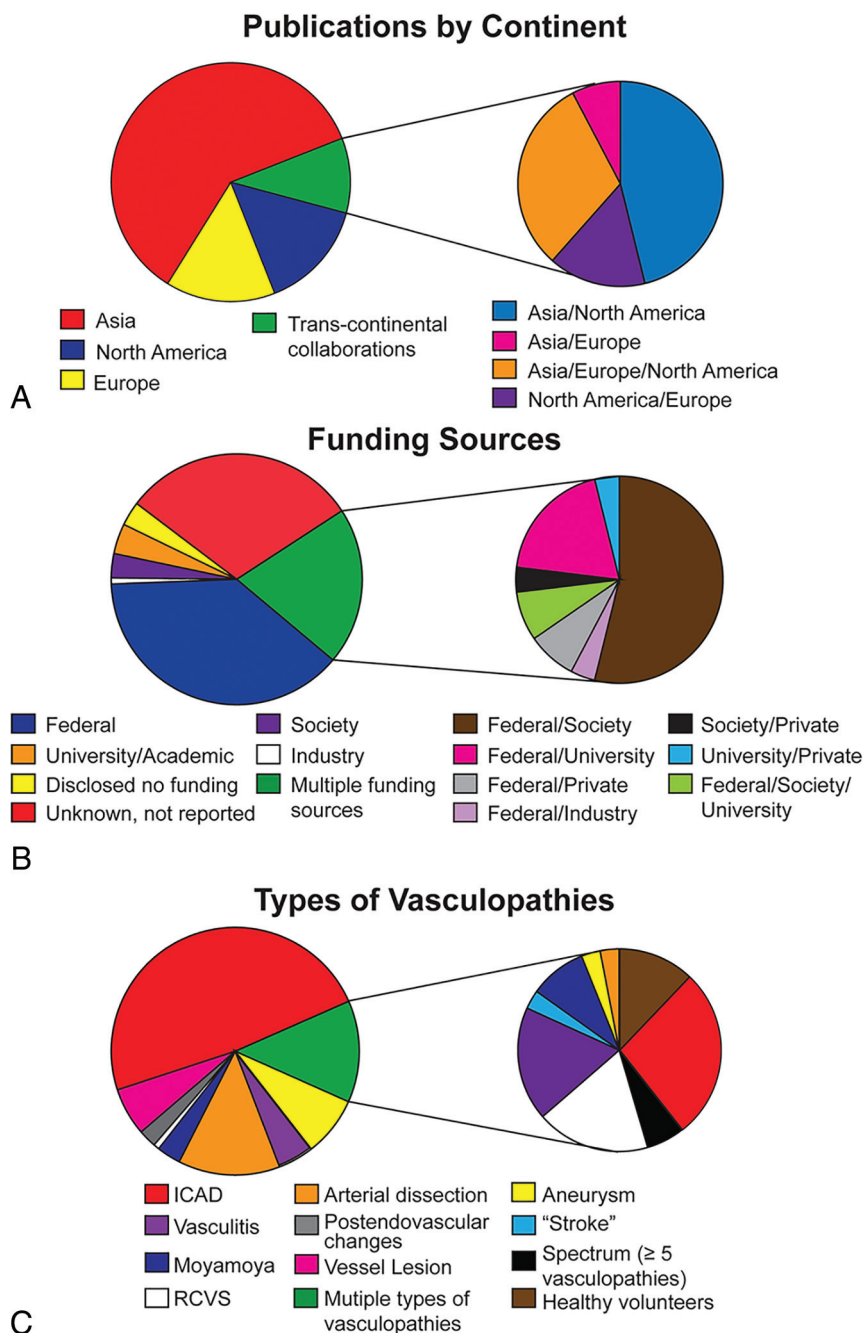 Publications by Continent
Asia
North America
Europe
Trans-continental
collaborations
Asia/North America
Asia/Europe
Asia/Europe/North America
North America/Europe
A
Funding Sources
Federal
University/Academic
Disclosed no funding
Unknown, not reported
Society
Industry
Multiple funding
sources
Federal/Society
Federal/University
Federal/Private
Federal/Industry
Society/Private
University/Private
Federal/Society/
University
B
Types of Vasculopathies
ICAD
Vasculitis
Moyamoya
RCVS
Arterial dissection
Postendovascular
changes
Vessel Lesion
Mutiple types of
vasculopathies
Aneurysm
“Stroke”
Spectrum (≥ 5
vasculopathies)
Healthy volunteers
C